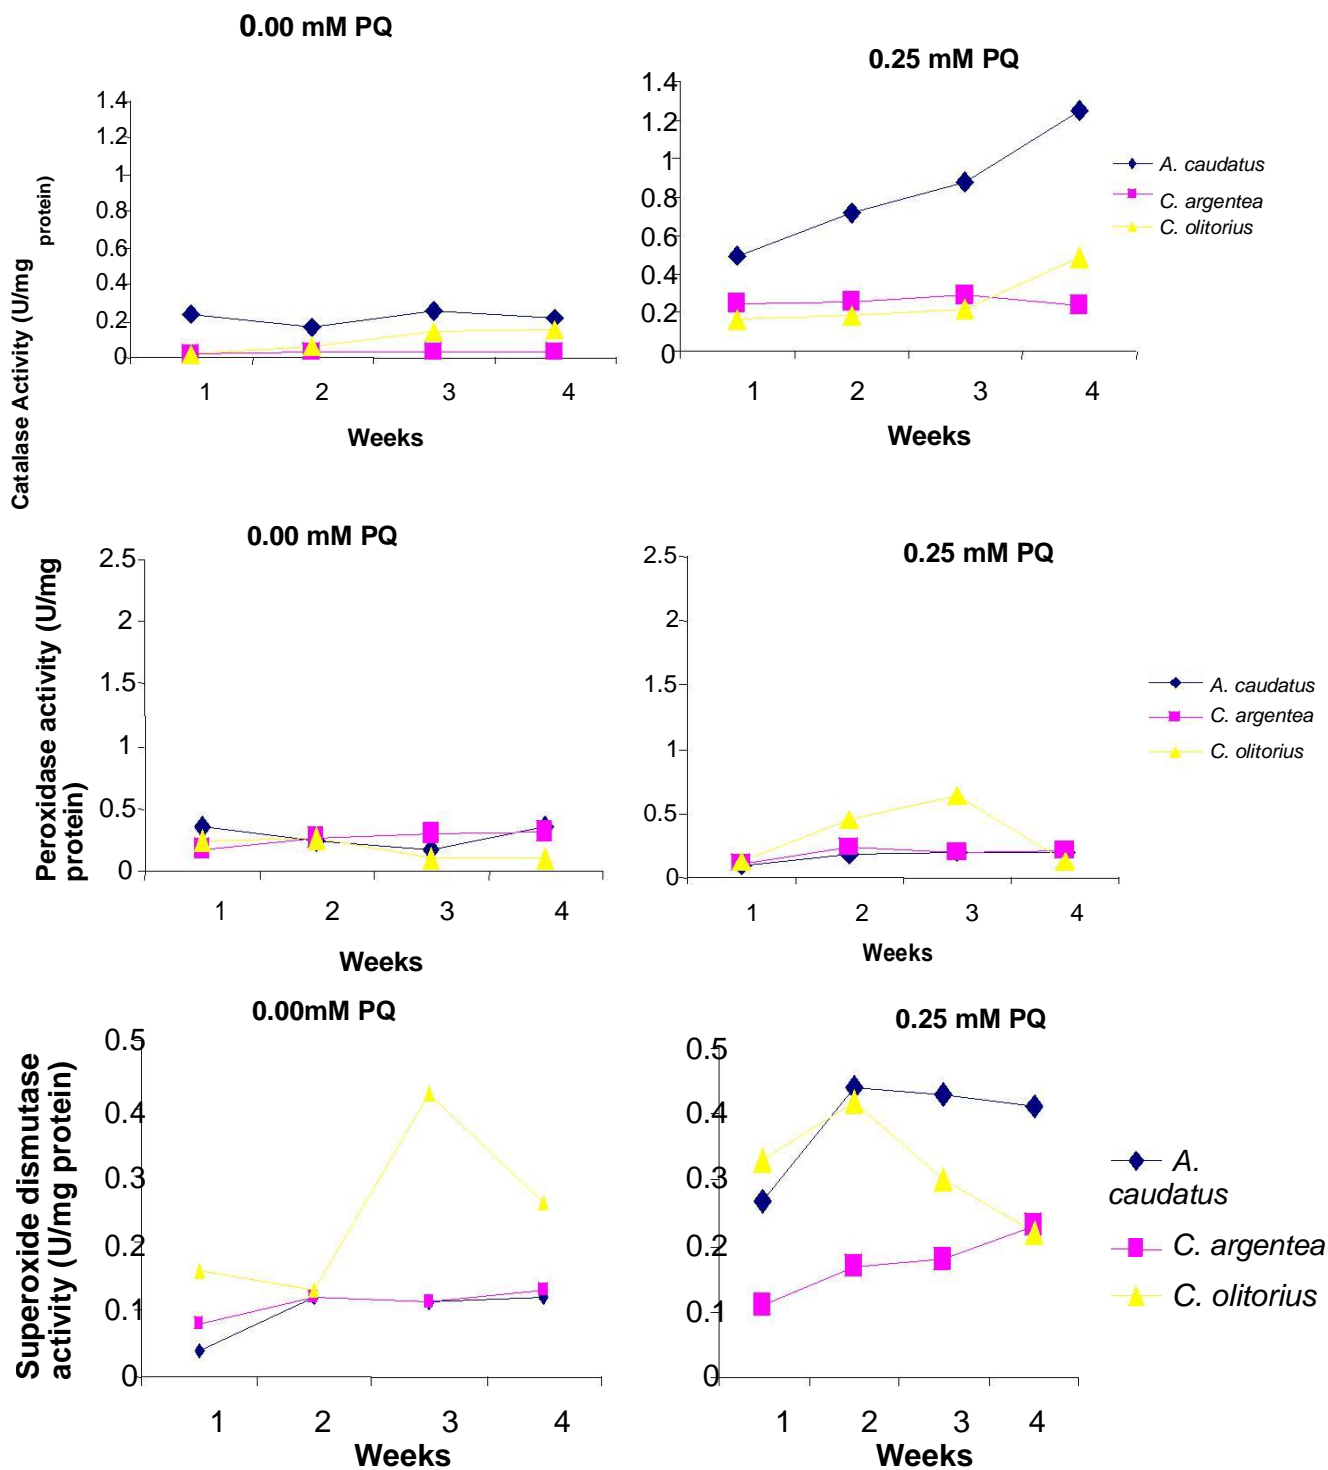 0.00 mM PQ
1.4
1.2
1
0.8
0.6
0.4
0.2
0
1 2 3 4
Weeks
Catalase Activity (U/mg
protein)
0.25 mM PQ
1.4
1.2
1
0.8
0.6
0.4
0.2
0
1 2 3 4
Weeks
A. caudatus
C. argentea
C. olitorius
0.00 mM PQ
2.5
2
1.5
1
0.5
0
1 2 3 4
Weeks
Peroxidase activity (U/mg
protein)
0.25 mM PQ
2.5
2
1.5
1
0.5
0
1 2 3 4
Weeks
A. caudatus
C. argentea
C. olitorius
0.00mM PQ
0.5
0.4
0.3
0.2
0.1
0
1 2 3 4
Weeks
Superoxide dismutase
activity (U/mg protein)
0.25 mM PQ
0.5
0.4
0.3
0.2
0.1
0
1 2 3 4
Weeks
A.
caudatus
C. argentea
C. olitorius